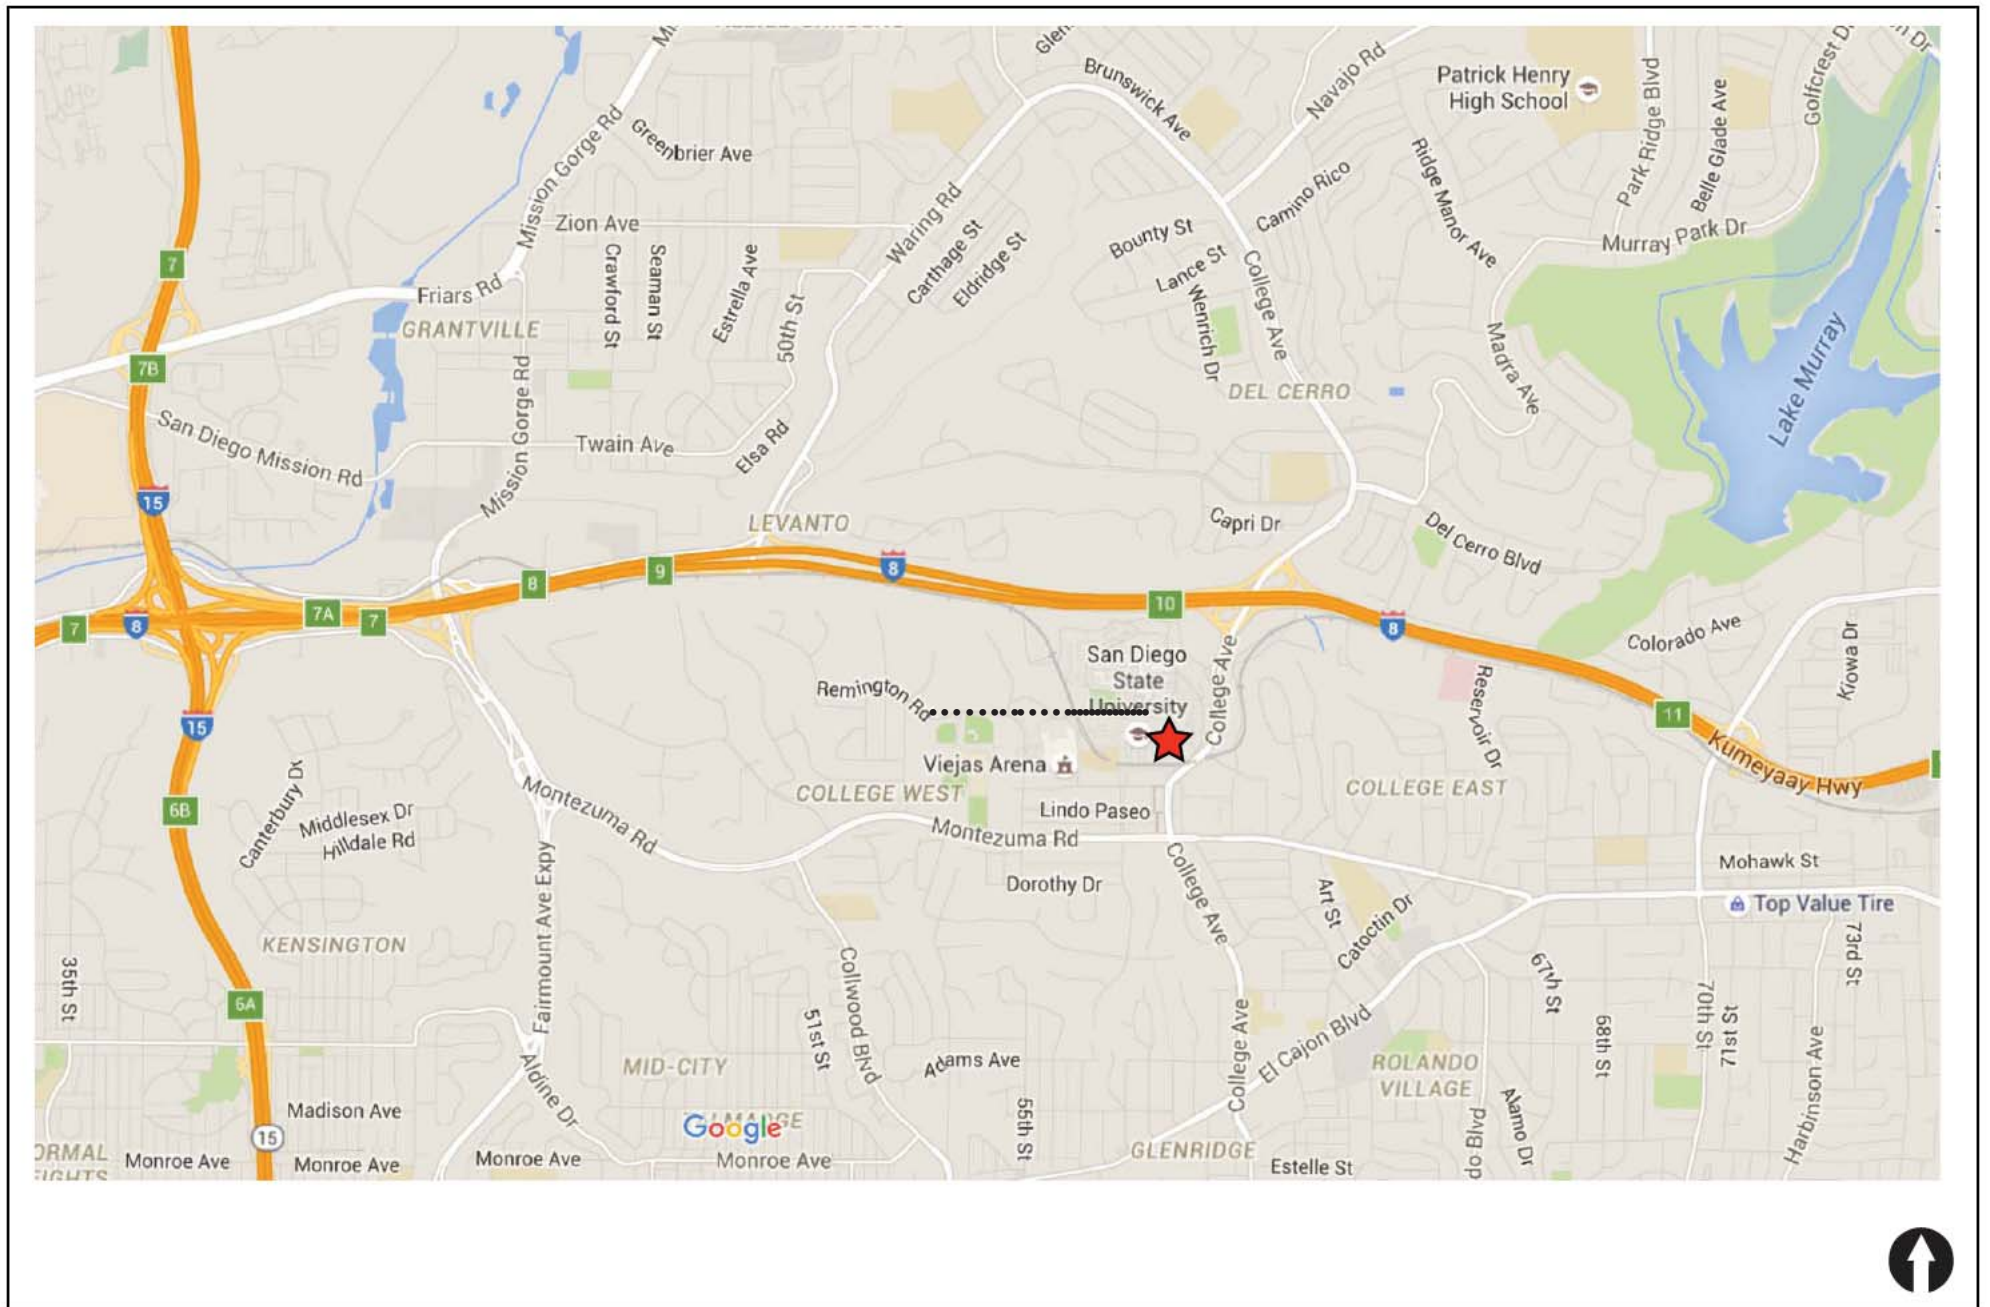 Brunswick Ave
Navajo Rd
Patrick Henry
High School
Park Ridge Blvd
Belle Glade Ave
Mission Gorge Rd
Greenbrier Ave
Ridge Manor Ave
Camino Rico
Zion Ave
Waring Rd
Carthage St
Eldridge St
Bounty St
Lance St
Wenrich Dr
College Ave
Murray Park Dr
7
Friars Rd
GRANTVILLE
Crawford St
Seaman St
Estrella Ave
50th St
7B
DEL CERRO
Madra Ave
Lake Murray
San Diego Mission Rd
Mission Gorge Rd
Twain Ave
Elsa Rd
15
LEVANTO
Capri Dr
Del Cerro Blvd
7
8
7A
7
8
9
8
10
8
San Diego
State
University
College Ave
Colorado Ave
Kiowa Dr
Reservoir Dr
11
Kumeyaay Hwy
Remington Rd
15
Viejas Arena
COLLEGE WEST
COLLEGE EAST
6B
Canterbury Dr
Middlesex Dr
Hilldale Rd
Montezuma Rd
Lindo Paseo
Montezuma Rd
Dorothy Dr
College Ave
Mohawk St
Top Value Tire
Art St
Catoctin Dr
KENSINGTON
Fairmount Ave Expy
Collwood Blvd
67th St
73rd St
35th St
6A
51st St
College Ave
El Cajon Blvd
68th St
70th St
71st St
Harbinson Ave
MID-CITY
Adams Ave
ROLANDO
VILLAGE
Aldine Dr
Madison Ave
55th St
Alamo Dr
15
Google
GLENRIDGE
Monroe Ave
Monroe Ave
Monroe Ave
Monroe Ave
Estelle St